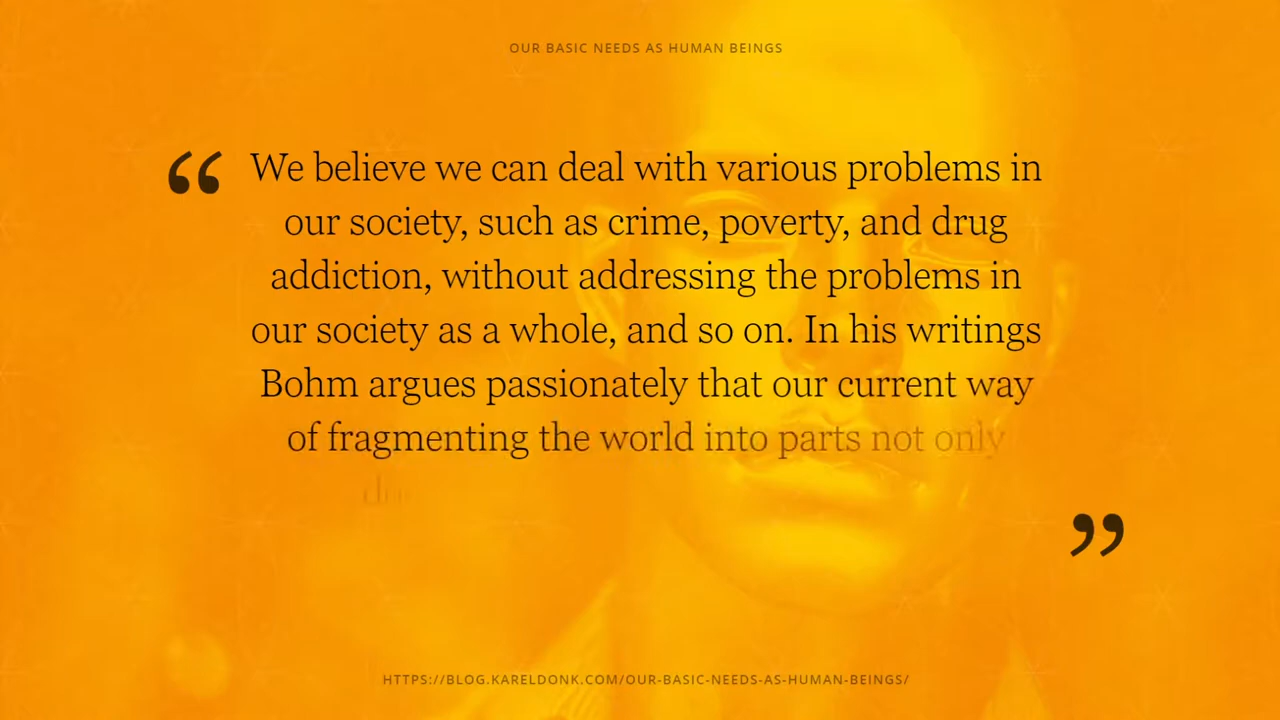 OUR BASIC NEEDS AS HUMAN BEINGS
“We believe we can deal with various problems in
our society, such as crime, poverty, and drug
addiction, without addressing the problems in
our society as a whole, and so on. In his writings
Bohm argues passionately that our current way
of fragmenting the world into parts not only
”
HTTPS://BLOG.KARELDONK.COM/OUR-BASIC-NEEDS-AS-HUMAN-BEINGS/